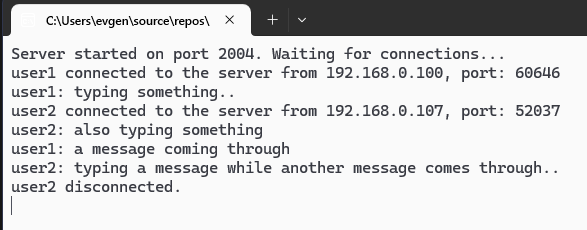 C:\Users\evgen\source\repos\
Server started on port 2004. Waiting for connections...
user1 connected to the server from 192.168.0.100, port: 60646
user1: typing something..
user2 connected to the server from 192.168.0.107, port: 52037
user2: also typing something
user1: a message coming through
user2: typing a message while another message comes through..
user2 disconnected.